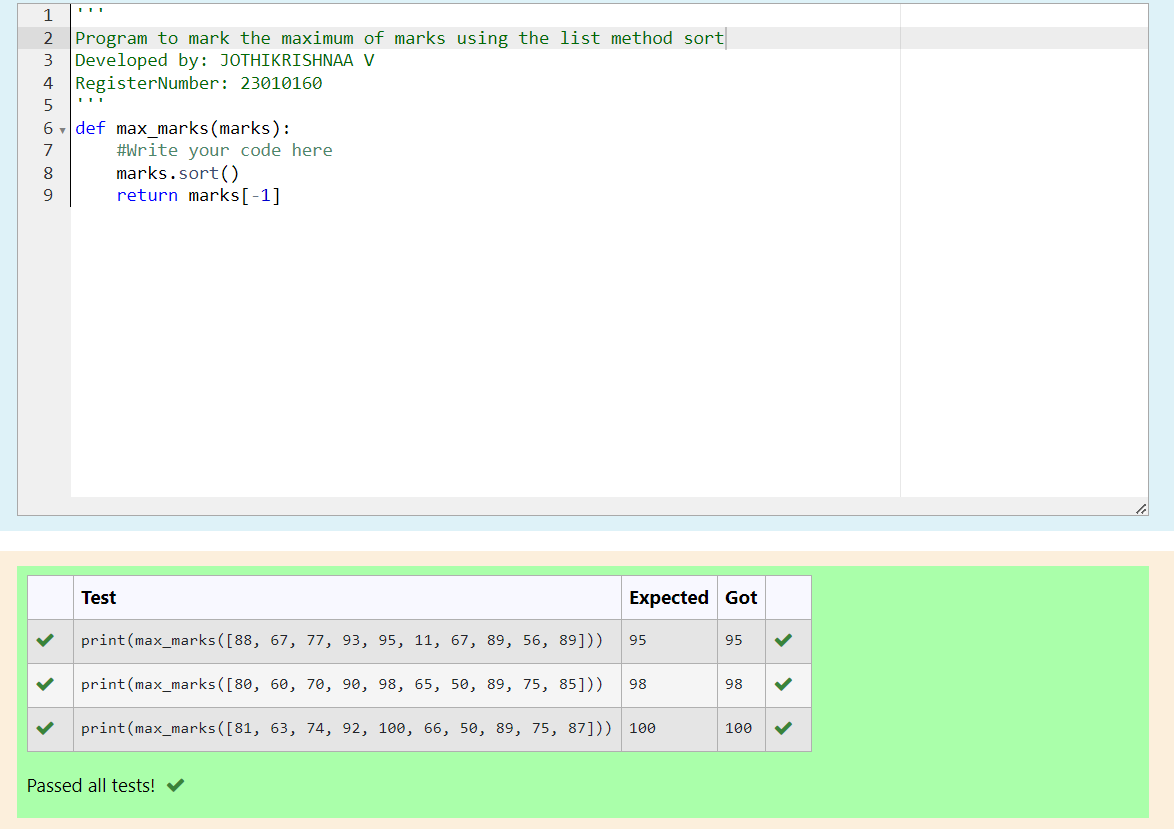 1 '''
2 Program to mark the maximum of marks using the list method sort
3 Developed by: JOTHIKRISHNAA V
4 RegisterNumber: 23010160
5 '''
6 def max_marks(marks):
7 #Write your code here
8 marks.sort()
9 return marks[-1]
Test Expected Got
print(max_marks([88, 67, 77, 93, 95, 11, 67, 89, 56, 89])) 95 95
print(max_marks([80, 60, 70, 90, 98, 65, 50, 89, 75, 85])) 98 98
print(max_marks([81, 63, 74, 92, 100, 66, 50, 89, 75, 87])) 100 100
Passed all tests!